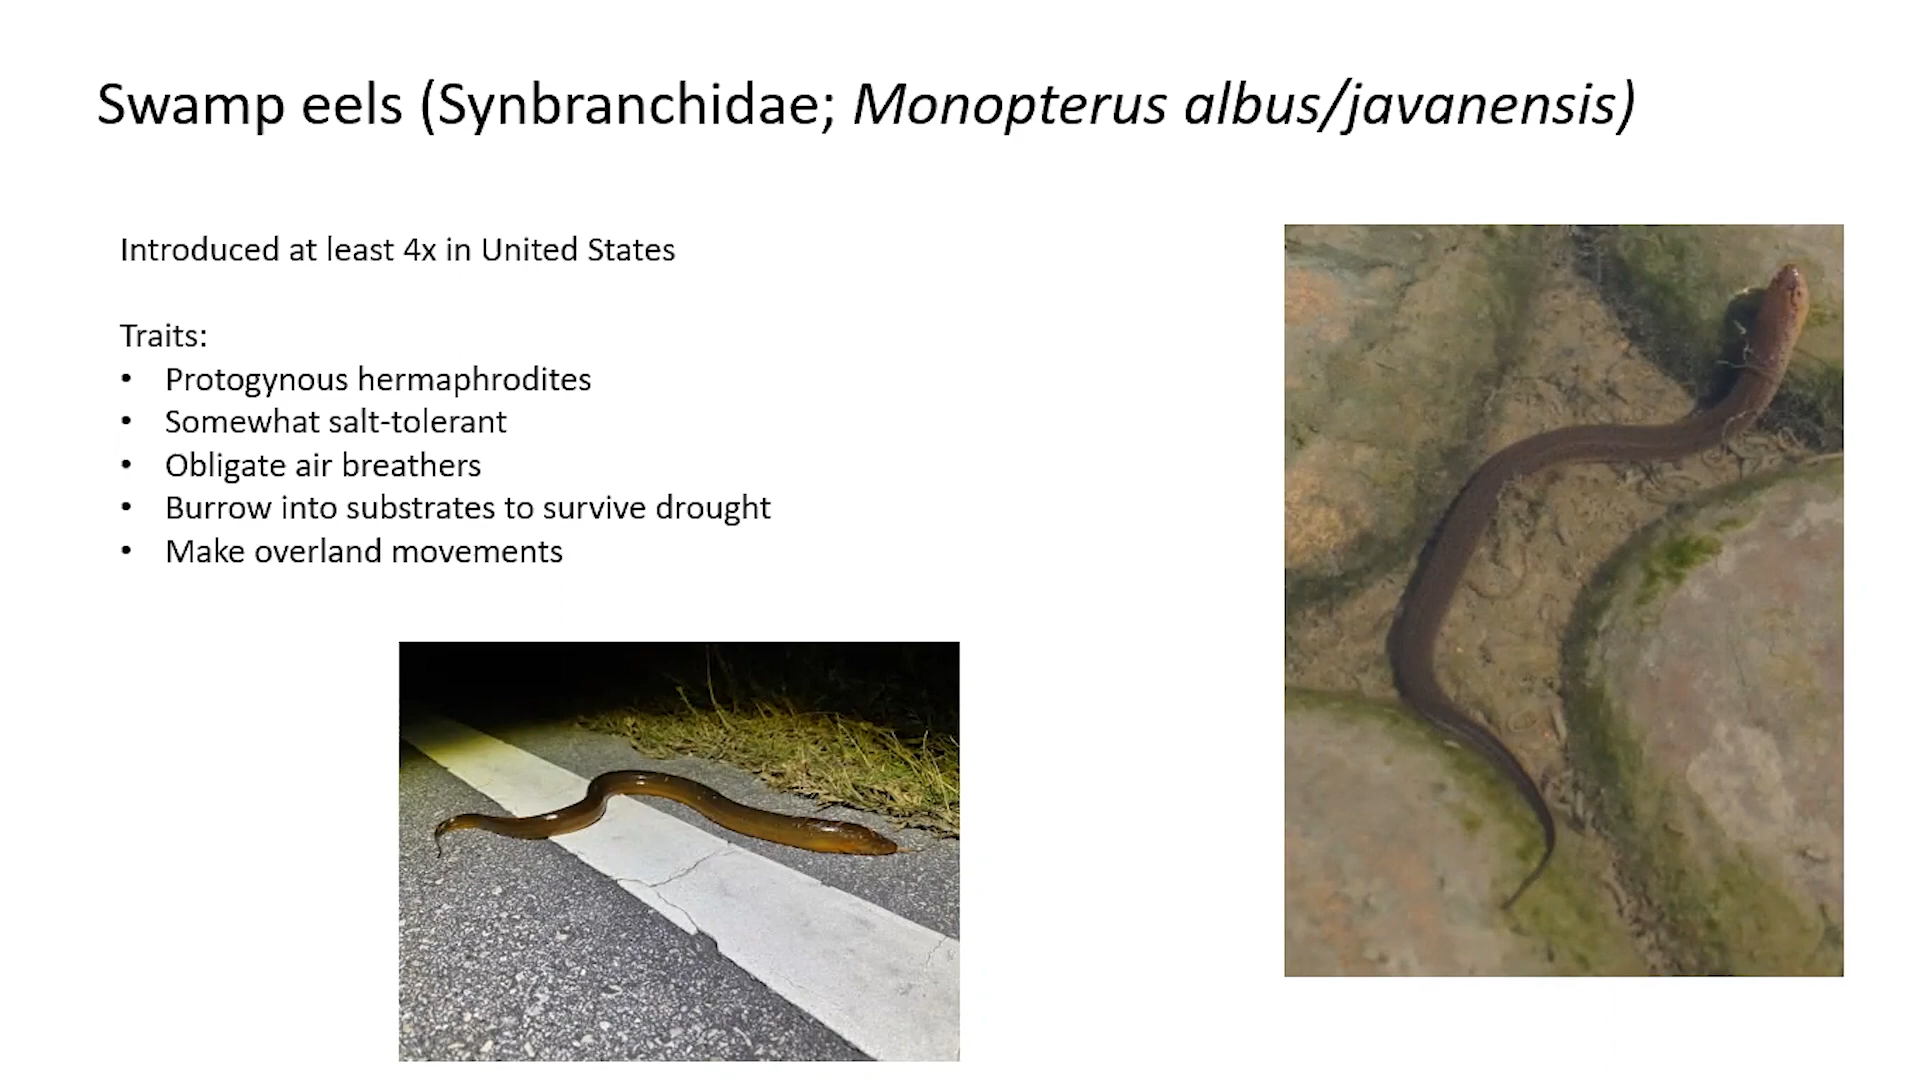 Swamp eels (Synbranchidae; Monopterus albus/javanensis)
Introduced at least 4x in United States
Traits:
• Protogynous hermaphrodites
• Somewhat salt-tolerant
• Obligate air breathers
• Burrow into substrates to survive drought
• Make overland movements